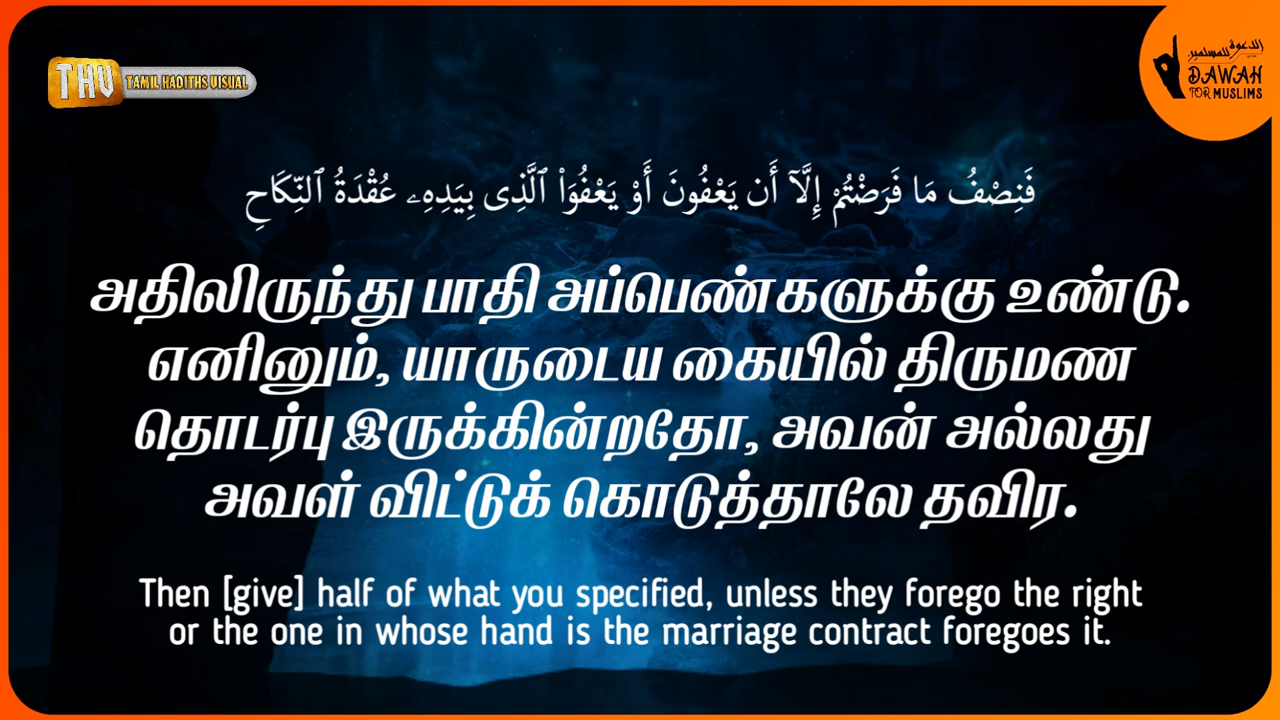 THV TAMIL HADITHS VISUAL
الدعوة للمسلمين
DAWAH
FOR MUSLIMS
فَنِصْفُ مَا فَرَضْتُمْ إِلَّآ أَن يَعْفُونَ أَوْ يَعْفُوَا۟ ٱلَّذِى بِيَدِهِۦ عُقْدَةُ ٱلنِّكَاحِ
அதிலிருந்து பாதி அப்பெண்களுக்கு உண்டு.
எனினும், யாருடைய கையில் திருமண
தொடர்பு இருக்கின்றதோ, அவன் அல்லது
அவள் விட்டுக் கொடுத்தாலே தவிர.
Then [give] half of what you specified, unless they forego the right
or the one in whose hand is the marriage contract foregoes it.